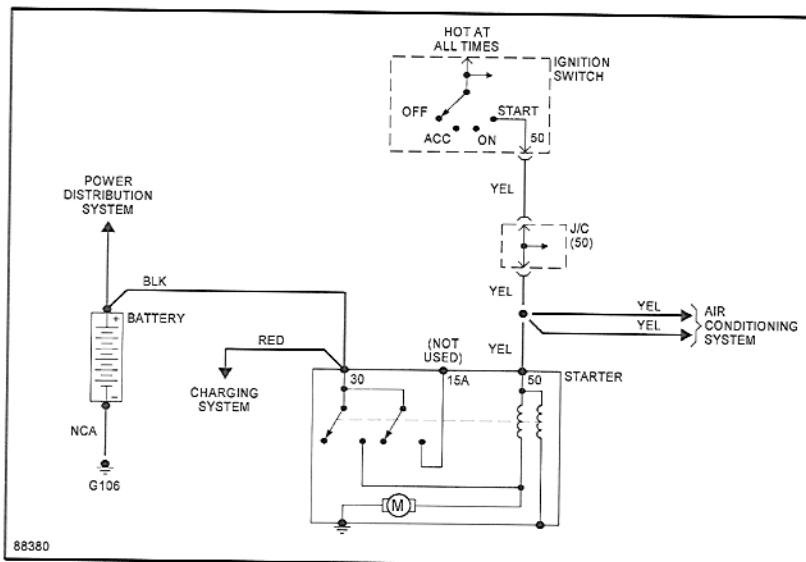 HOT AT
ALL TIMES
IGNITION
SWITCH
OFF
START
ACC
ON
50
POWER
DISTRIBUTION
SYSTEM
YEL
J/C
(50)
BLK
YEL
BATTERY
+
-
YEL
YEL
AIR
CONDITIONING
SYSTEM
RED
(NOT
USED)
YEL
30
15A
50
STARTER
CHARGING
SYSTEM
NCA
G106
M
88380